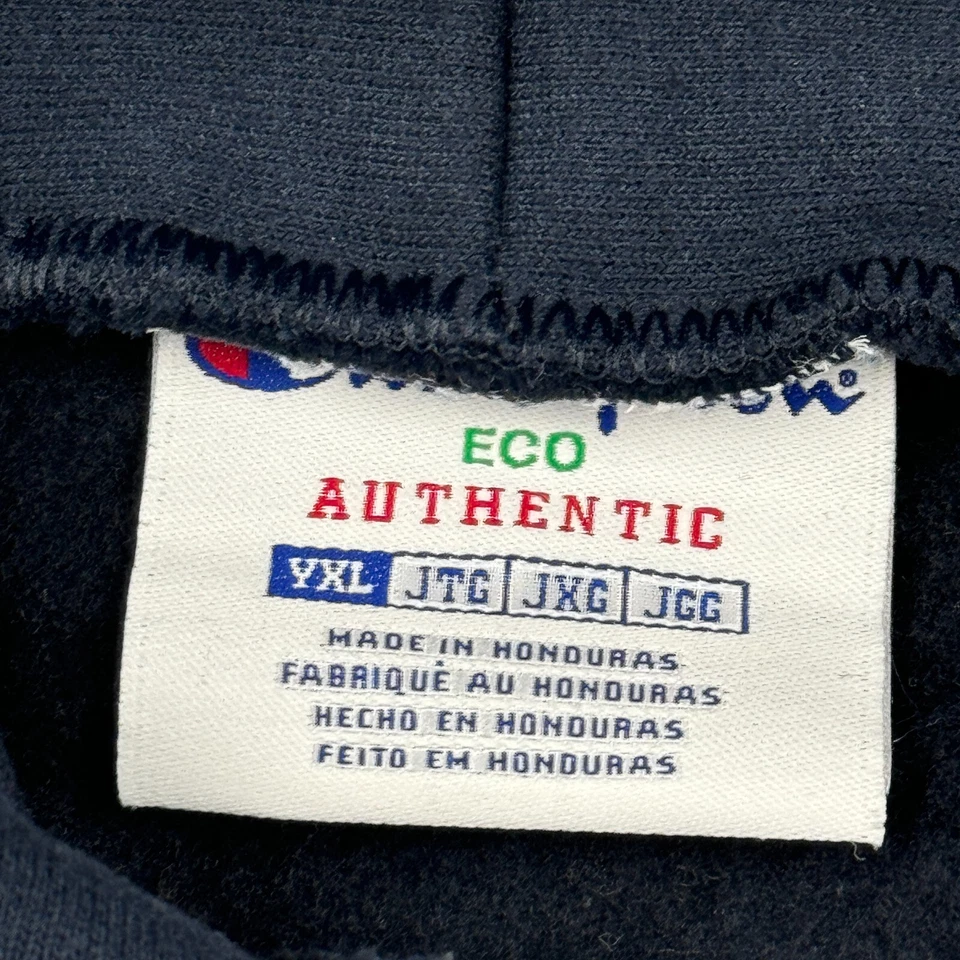 ECO
AUTHENTIC
YXL JTG JXG JGG
MADE IN HONDURAS
FABRIQUÉ AU HONDURAS
HECHO EN HONDURAS
FEITO EM HONDURAS